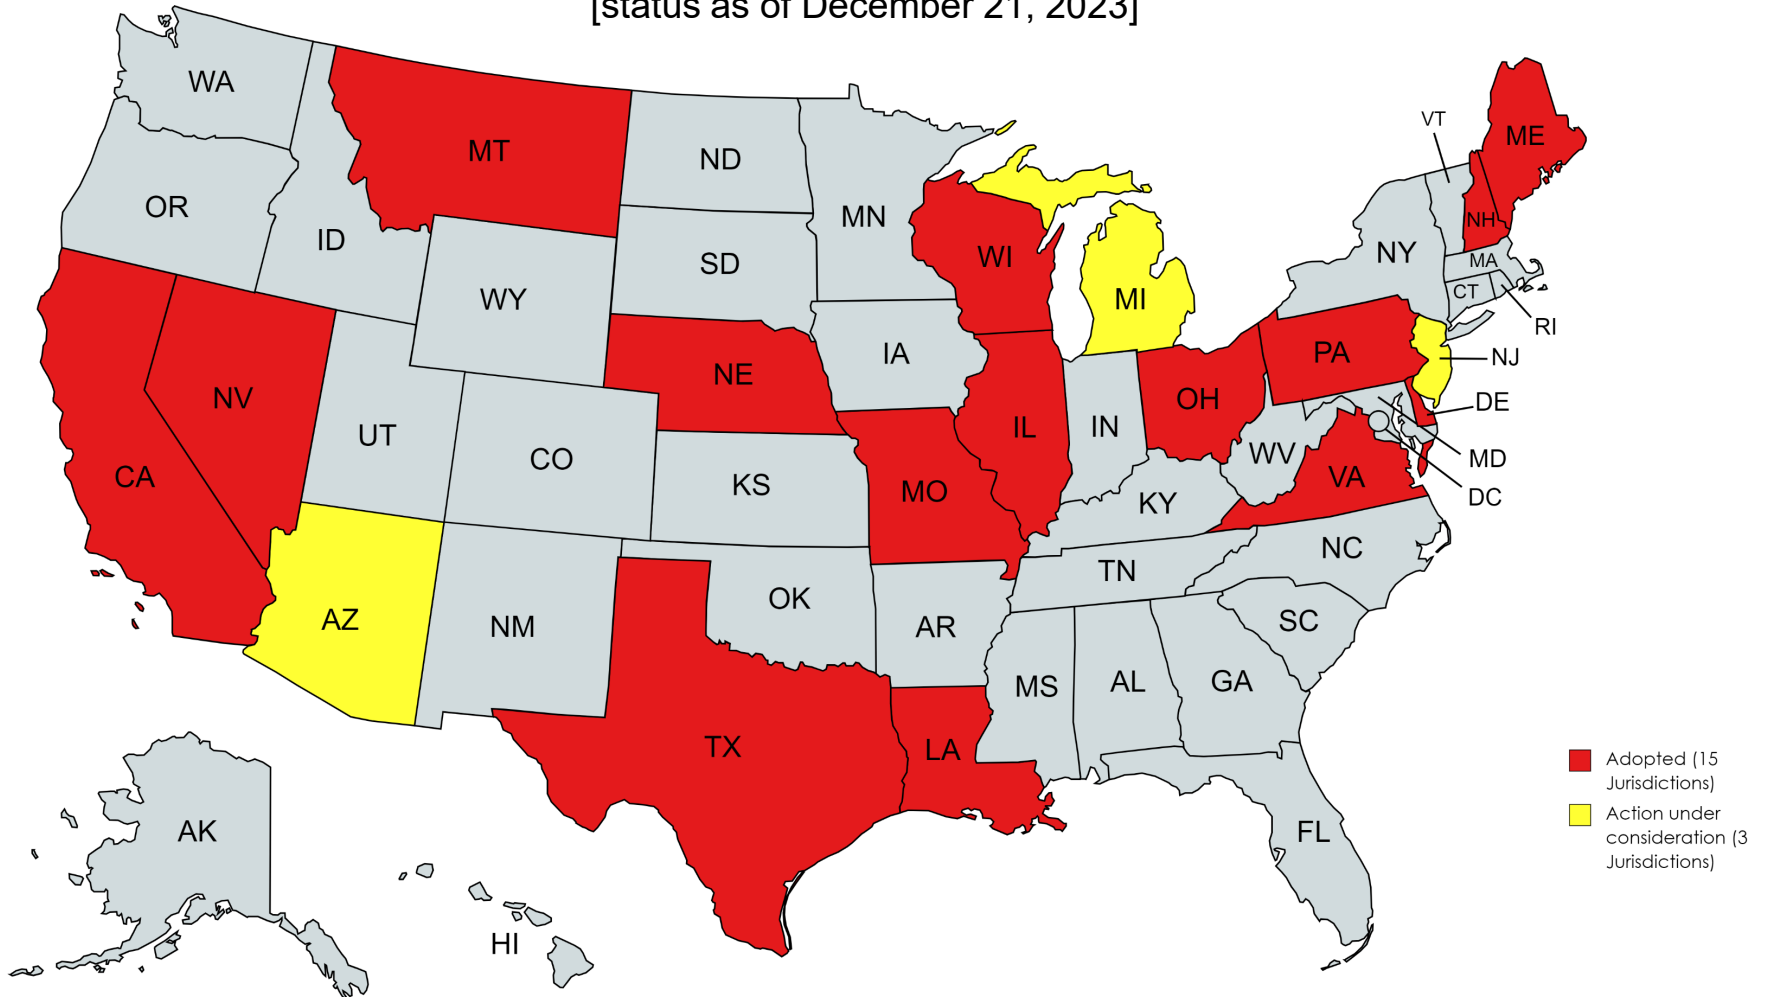 [status as of December 21, 2023]
WA
MT
ND
VT
ME
OR
ID
MN
NH
SD
WI
NY
MA
WY
MI
CT
RI
IA
PA
NJ
NE
NV
OH
DE
UT
IL
IN
CO
WV
MD
CA
KS
MO
VA
DC
KY
NC
TN
AZ
NM
OK
AR
SC
MS
AL
GA
TX
LA
Adopted (15
Jurisdictions)
Action under
consideration (3
Jurisdictions)
AK
FL
HI